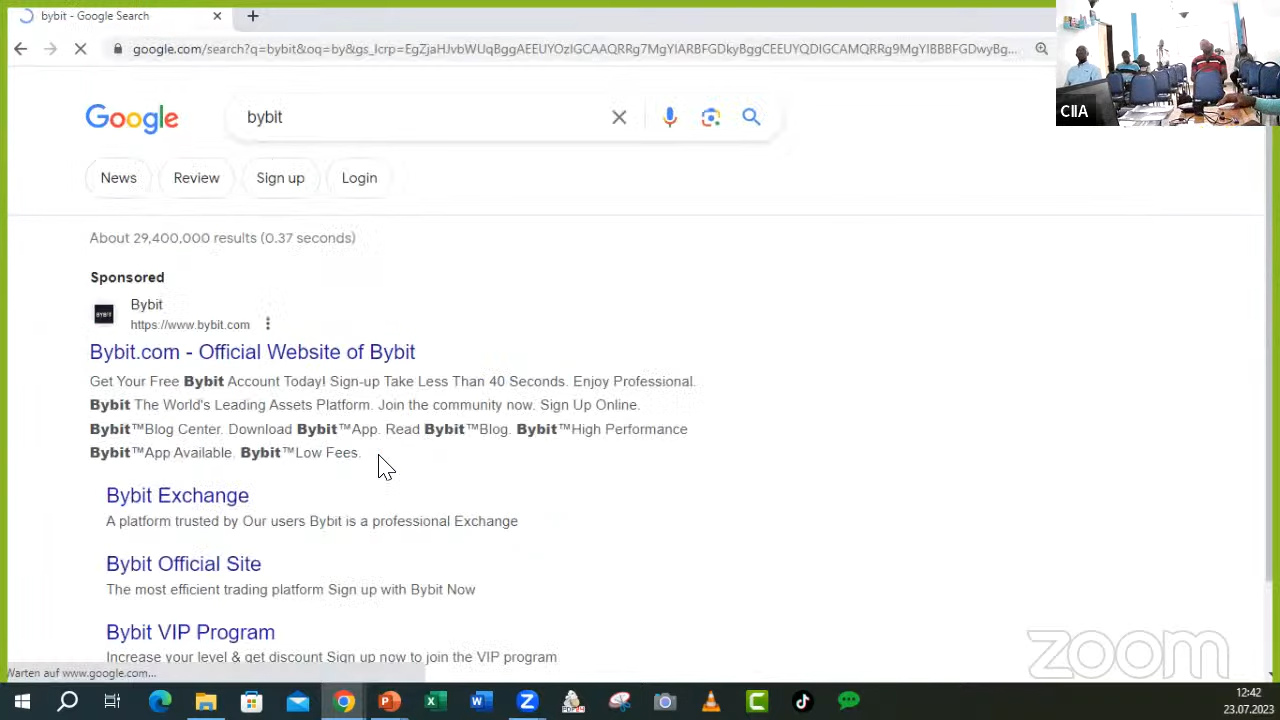 bybit - Google Search
google.com/search?q=bybit&oq=by&gs_lcrp=
Google
bybit
News
Review
Sign up
Login
About 29,400,000 results (0.37 seconds)
Sponsored
BYBIT
Bybit
https://www.bybit.com
Bybit.com - Official Website of Bybit
Get Your Free Bybit Account Today! Sign-up Take Less Than 40 Seconds. Enjoy Professional.
Bybit The World's Leading Assets Platform. Join the community now. Sign Up Online.
Bybit™Blog Center. Download Bybit™App. Read Bybit™Blog. Bybit™High Performance
Bybit™App Available. Bybit™Low Fees.
Bybit Exchange
A platform trusted by Our users Bybit is a professional Exchange
Bybit Official Site
The most efficient trading platform Sign up with Bybit Now
Bybit VIP Program
Increase your level & get discount Sign up now to join the VIP program
Warten auf www.google.com...
CIIA
zoom
12:42
23.07.2023